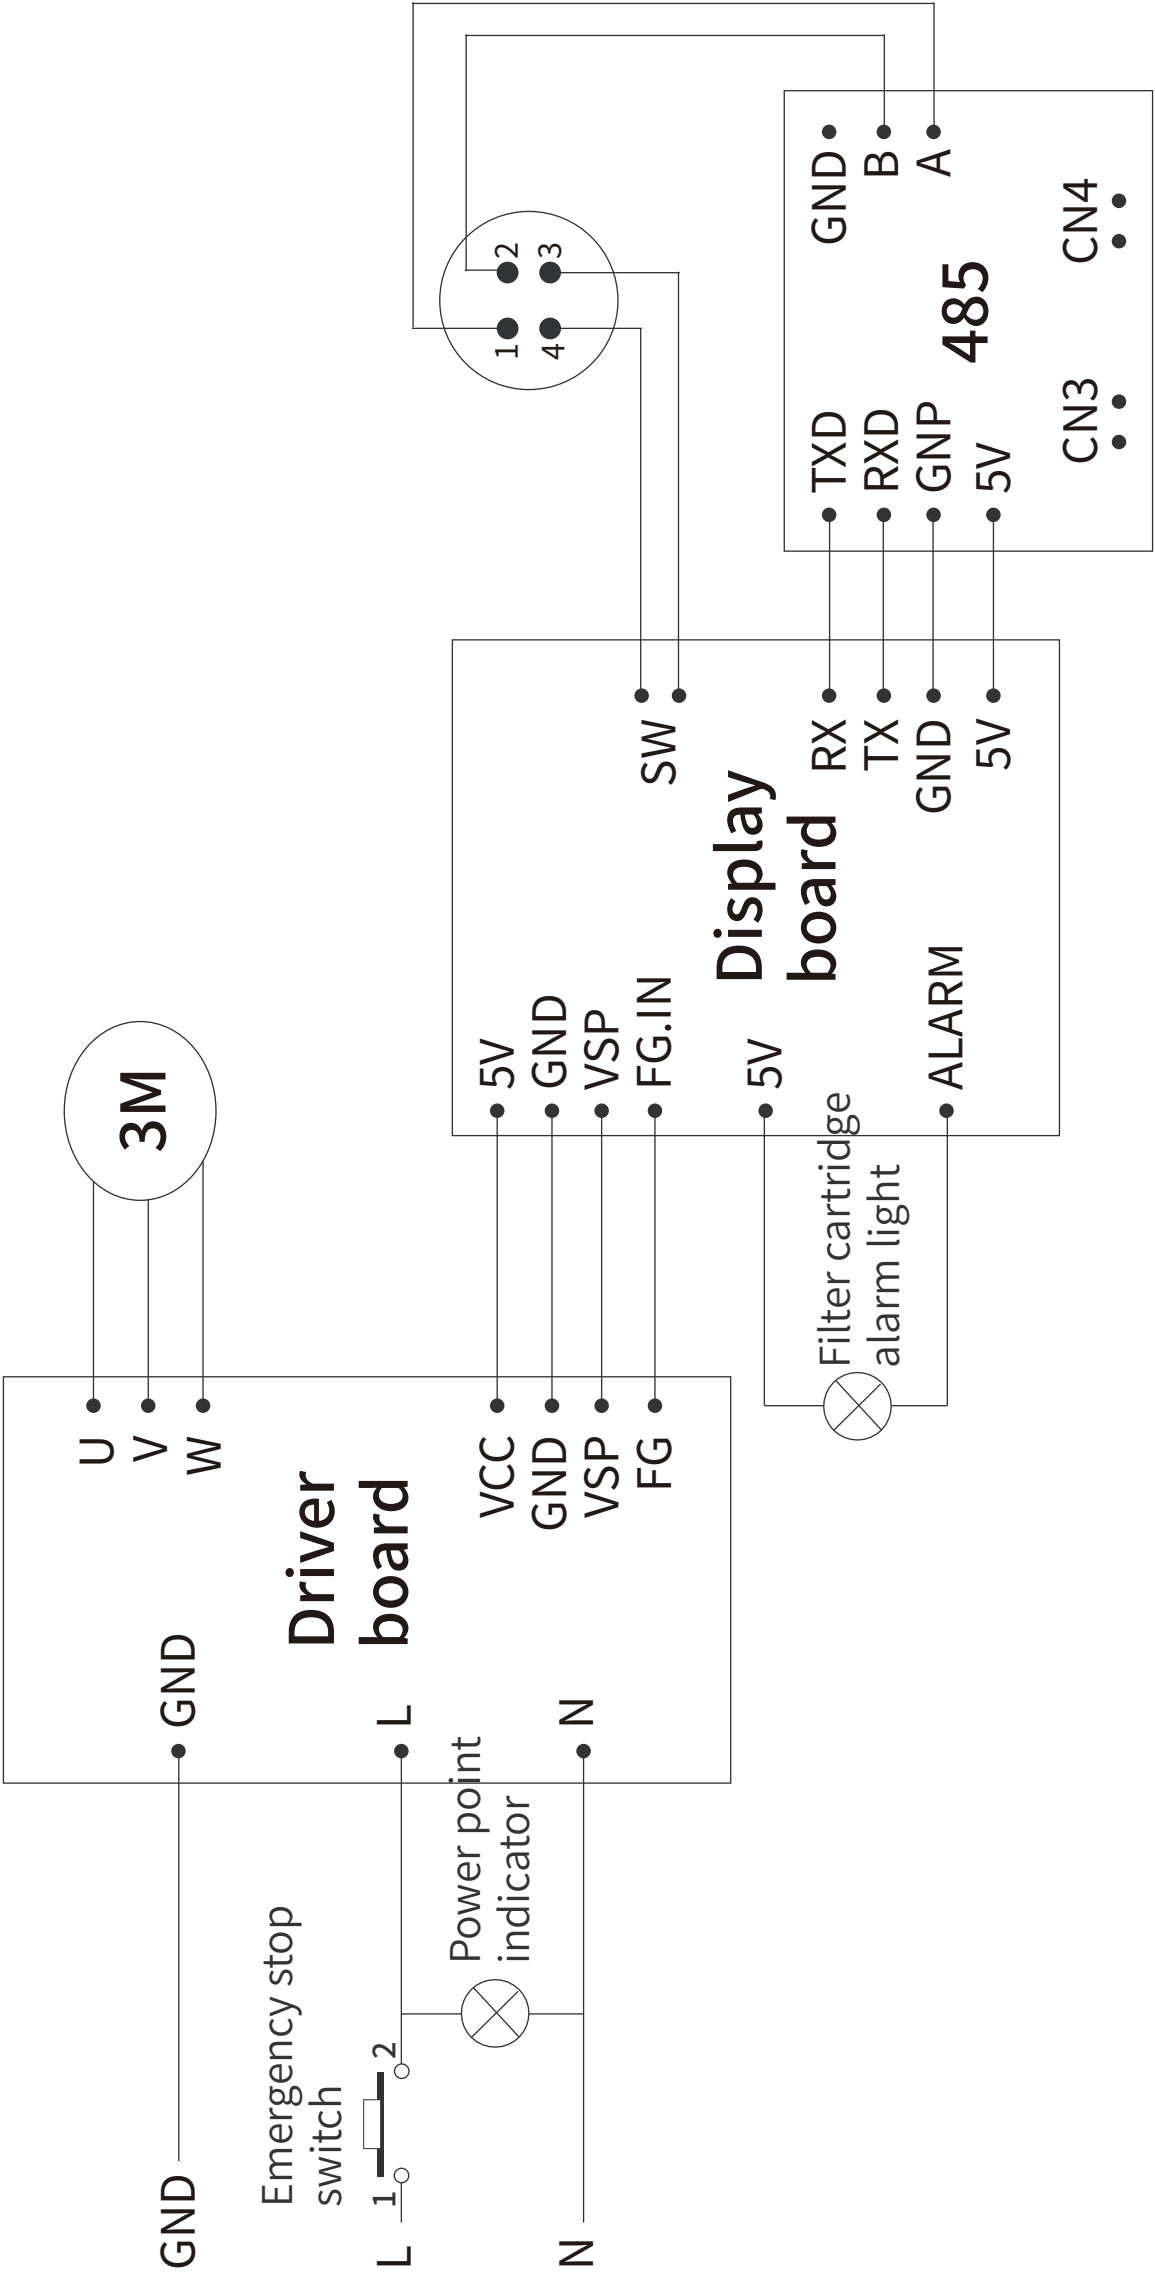 GND
L
N
1
2
Emergency stop
switch
Power point
indicator
GND
L
N
Driver
board
U
V
W
VCC
GND
VSP
FG
3M
5V
GND
VSP
FG.IN
5V
ALARM
Filter cartridge
alarm light
Display
board
SW
RX
TX
GND
5V
1
2
3
4
TXD
RXD
GNP
5V
485
GND
B
A
CN3
CN4